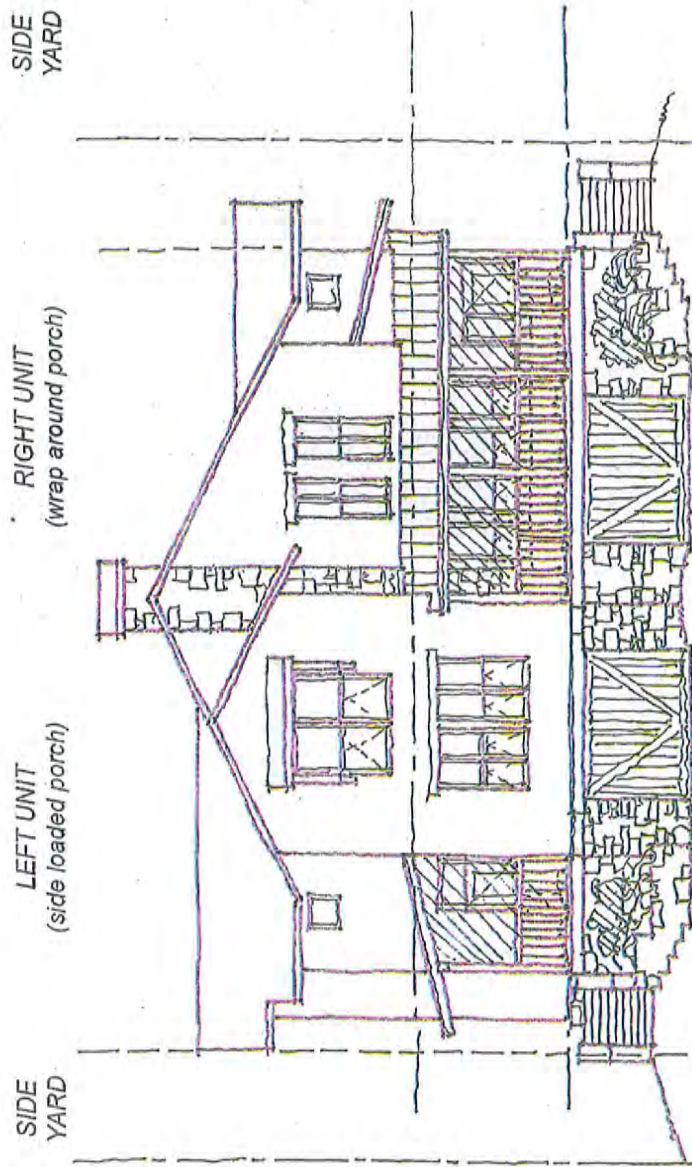 SIDE
YARD
LEFT UNIT
(side loaded porch)
RIGHT UNIT
(wrap around porch)
SIDE
YARD